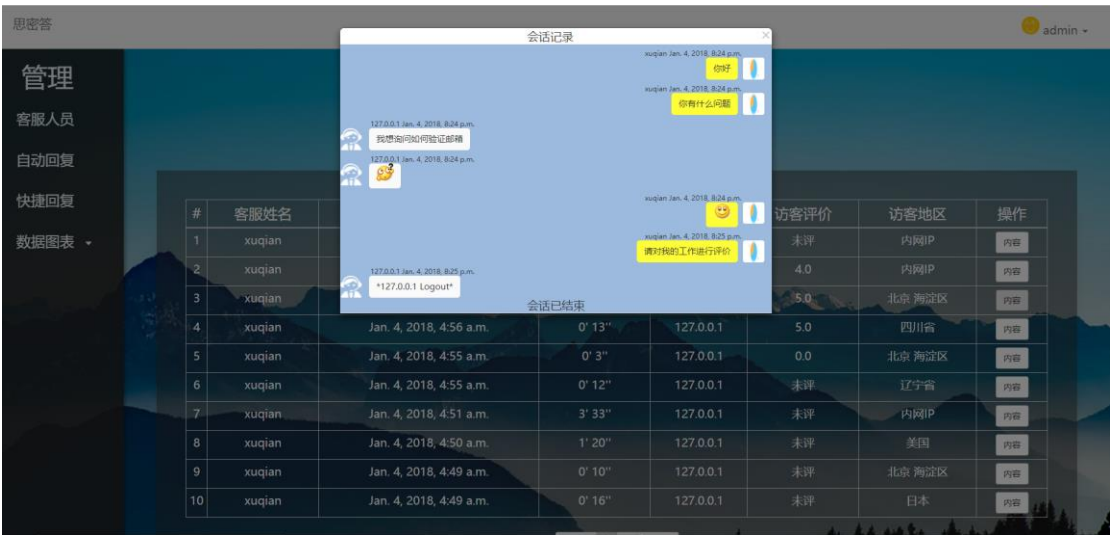 思密答
admin
管理
客服人员
自动回复
快捷回复
数据图表
会话记录
×
xuqian Jan. 4, 2018, 8:24 p.m.
你好
xuqian Jan. 4, 2018, 8:24 p.m.
你有什么问题
127.0.0.1 Jan. 4, 2018, 8:24 p.m.
我想询问如何验证邮箱
127.0.0.1 Jan. 4, 2018, 8:24 p.m.
xuqian Jan. 4, 2018, 8:24 p.m.
xuqian Jan. 4, 2018, 8:25 p.m.
请对我的工作进行评价
127.0.0.1 Jan. 4, 2018, 8:25 p.m.
*127.0.0.1 Logout*
会话已结束
# 客服姓名 访客评价 访客地区 操作
1 xuqian 未评 内网IP 内容
2 xuqian 4.0 内网IP 内容
3 xuqian 5.0 北京 海淀区 内容
4 xuqian Jan. 4, 2018, 4:56 a.m. 0' 13'' 127.0.0.1 5.0 四川省 内容
5 xuqian Jan. 4, 2018, 4:55 a.m. 0' 3'' 127.0.0.1 0.0 北京 海淀区 内容
6 xuqian Jan. 4, 2018, 4:55 a.m. 0' 12'' 127.0.0.1 未评 辽宁省 内容
7 xuqian Jan. 4, 2018, 4:51 a.m. 3' 33'' 127.0.0.1 未评 内网IP 内容
8 xuqian Jan. 4, 2018, 4:50 a.m. 1' 20'' 127.0.0.1 未评 美国 内容
9 xuqian Jan. 4, 2018, 4:49 a.m. 0' 10'' 127.0.0.1 未评 北京 海淀区 内容
10 xuqian Jan. 4, 2018, 4:49 a.m. 0' 16'' 127.0.0.1 未评 日本 内容